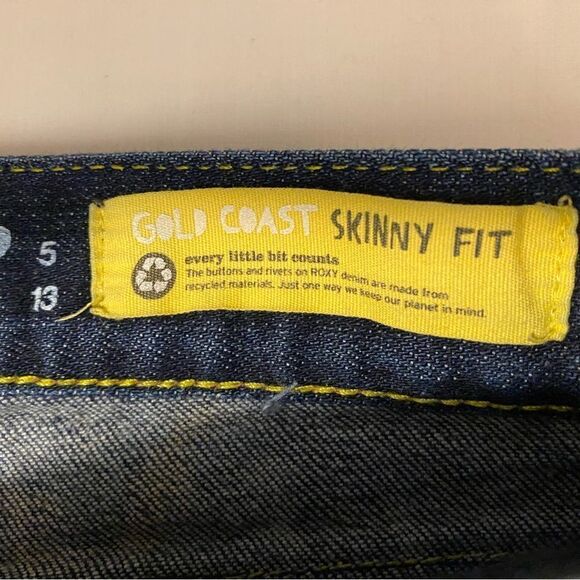 GOLD COAST SKINNY FIT
every little bit counts
The buttons and rivets on ROXY denim are made from
recycled materials. Just one way we keep our planet in mind.
5
13